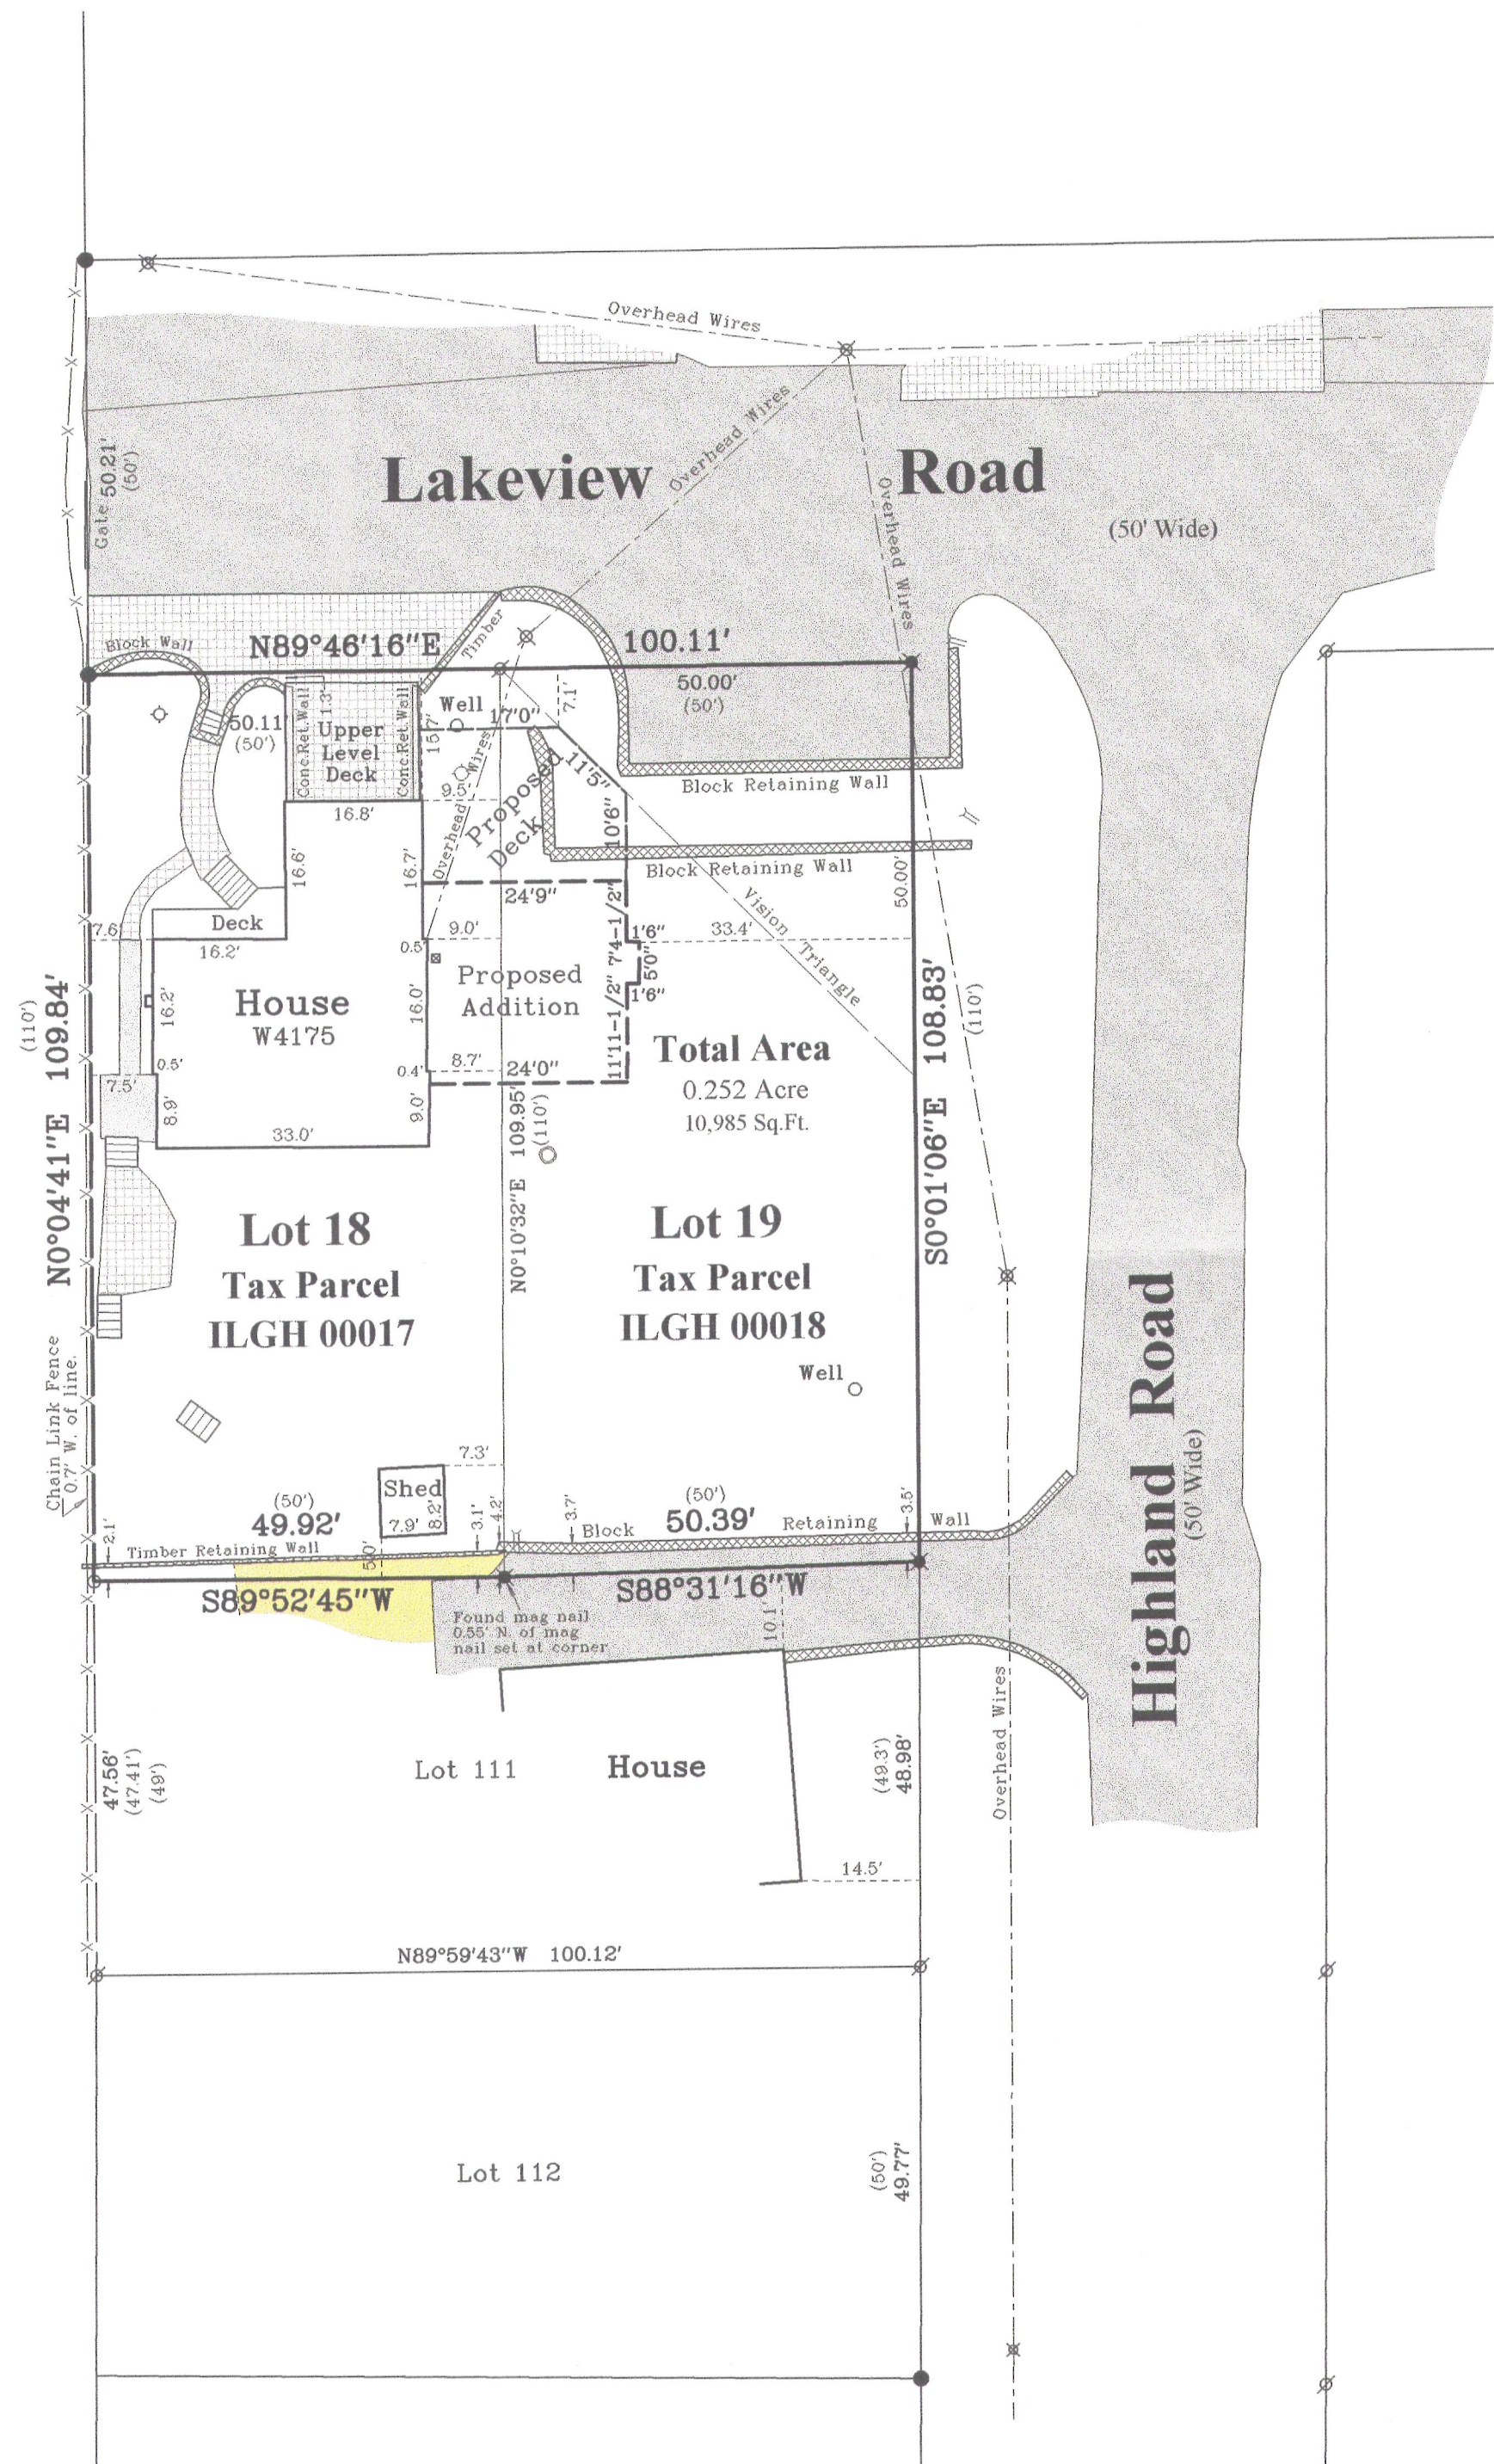 Overhead Wires
Overhead Wires
Overhead Wires
Lakeview Road
(50' Wide)
Gate
50.21'
(50')
Block Wall
N89°46'16"E
100.11'
Timber
50.00'
(50')
50.11'
(50')
Conc.Ret.Wall
1.3'
Upper
Level
Deck
Conc.Ret.Wall
15.7'
Well
17'0"
7.1'
9.5'
Overhead Wires
Proposed
Deck
11'5"
10'6"
Block Retaining Wall
Block Retaining Wall
16.8'
16.6'
16.7'
24'9"
Vision Triangle
50.00'
Deck
7.6'
16.2'
0.5'
9.0'
7'4-1/2"
1'6"
5'0"
1'6"
33.4'
House
W4175
16.2'
16.0'
Proposed
Addition
11'11-1/2"
0.5'
7.5'
8.9'
33.0'
0.4'
9.0'
8.7'
24'0"
Total Area
0.252 Acre
10,985 Sq.Ft.
N0°04'41"E 109.84'
(110')
N0°10'32"E 109.95'
(110')
S0°01'06"E 108.83'
(110')
Lot 18
Tax Parcel
ILGH 00017
Lot 19
Tax Parcel
ILGH 00018
Well
Chain Link Fence
0.7' W. of line.
Highland Road
(50' Wide)
7.3'
Shed
7.9'
8.2'
(50')
49.92'
(50')
50.39'
2.1'
3.1'
4.2'
3.7'
3.5'
5.0'
Timber Retaining Wall
Block Retaining Wall
S89°52'45"W
S88°31'16"W
Found mag nail
0.55' N. of mag
nail set at corner
10.1'
Overhead Wires
47.56'
(47.41')
(49')
Lot 111
House
(49.3')
48.98'
14.5'
N89°59'43"W 100.12'
Lot 112
(50')
49.77'